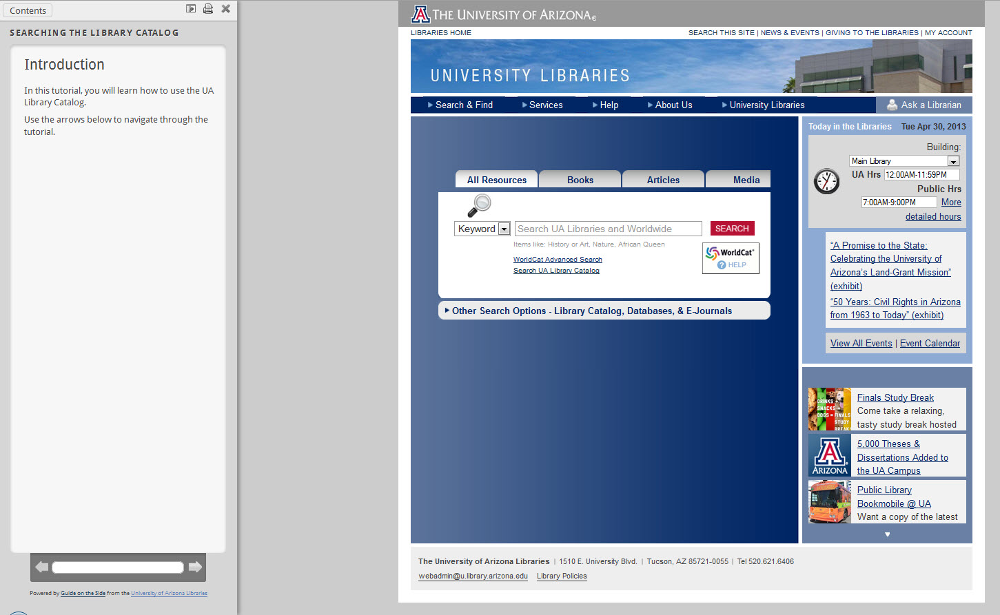 Contents
SEARCHING THE LIBRARY CATALOG
Introduction
In this tutorial, you will learn how to use the UA
Library Catalog.
Use the arrows below to navigate through the
tutorial.
Powered by Guide on the Side from the University of Arizona Libraries
A THE UNIVERSITY OF ARIZONA
LIBRARIES HOME
SEARCH THIS SITE | NEWS & EVENTS | GIVING TO THE LIBRARIES | MY ACCOUNT
UNIVERSITY LIBRARIES
Search & Find Services Help About Us University Libraries Ask a Librarian
All Resources Books Articles Media
Keyword Search UA Libraries and Worldwide SEARCH
Items like: History or Art, Nature, African Queen
WorldCat Advanced Search
Search UA Library Catalog
WorldCat
? HELP
Other Search Options - Library Catalog, Databases, & E-Journals
Today in the Libraries Tue Apr 30, 2013
Building:
Main Library
UA Hrs 12:00AM-11:59PM
Public Hrs
7:00AM-9:00PM More
detailed hours
“A Promise to the State:
Celebrating the University of
Arizona’s Land-Grant Mission”
(exhibit)
“50 Years: Civil Rights in Arizona
from 1963 to Today” (exhibit)
View All Events | Event Calendar
DRINKS
SNACKS +
DOGS = FINALS
STUDY
BREAK!
Finals Study Break
Come take a relaxing,
tasty study break hosted
A
ARIZONA
5,000 Theses &
Dissertations Added to
the UA Campus
Public Library
Bookmobile @ UA
Want a copy of the latest
The University of Arizona Libraries | 1510 E. University Blvd. | Tucson, AZ 85721-0055 | Tel 520.621.6406
webadmin@u.library.arizona.edu Library Policies